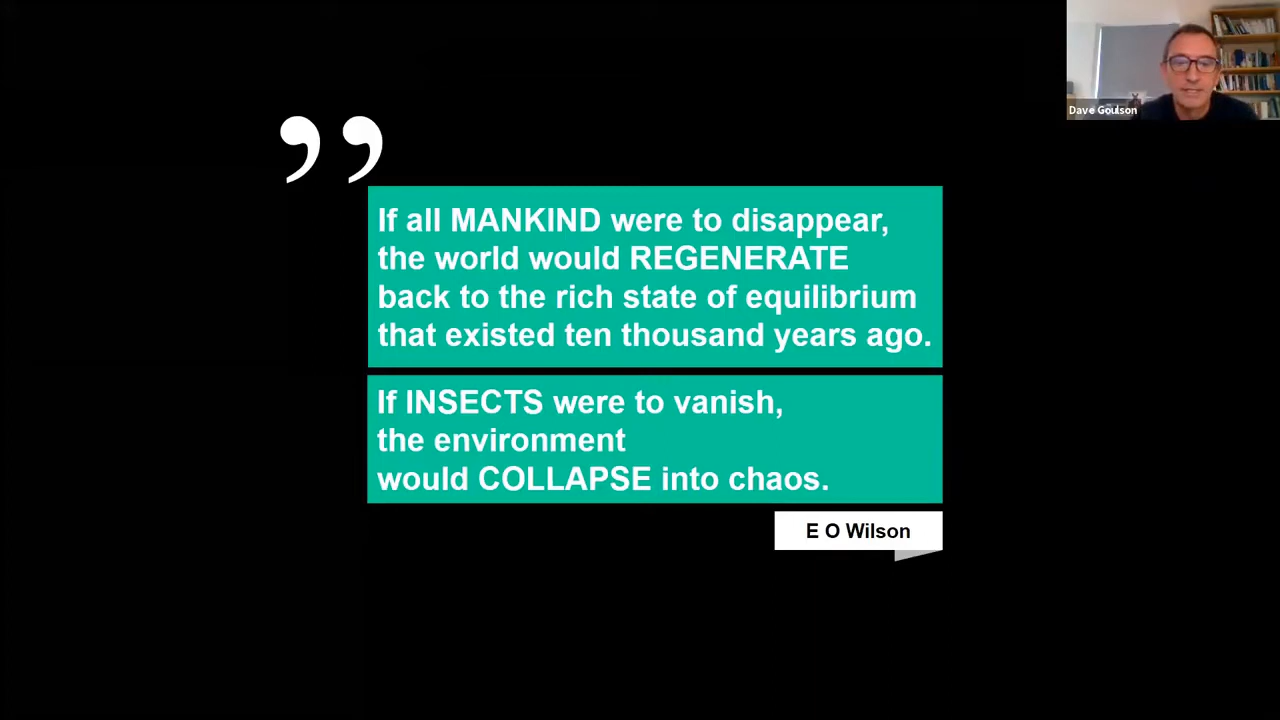 Dave Goulson
”
If all MANKIND were to disappear,
the world would REGENERATE
back to the rich state of equilibrium
that existed ten thousand years ago.
If INSECTS were to vanish,
the environment
would COLLAPSE into chaos.
E O Wilson